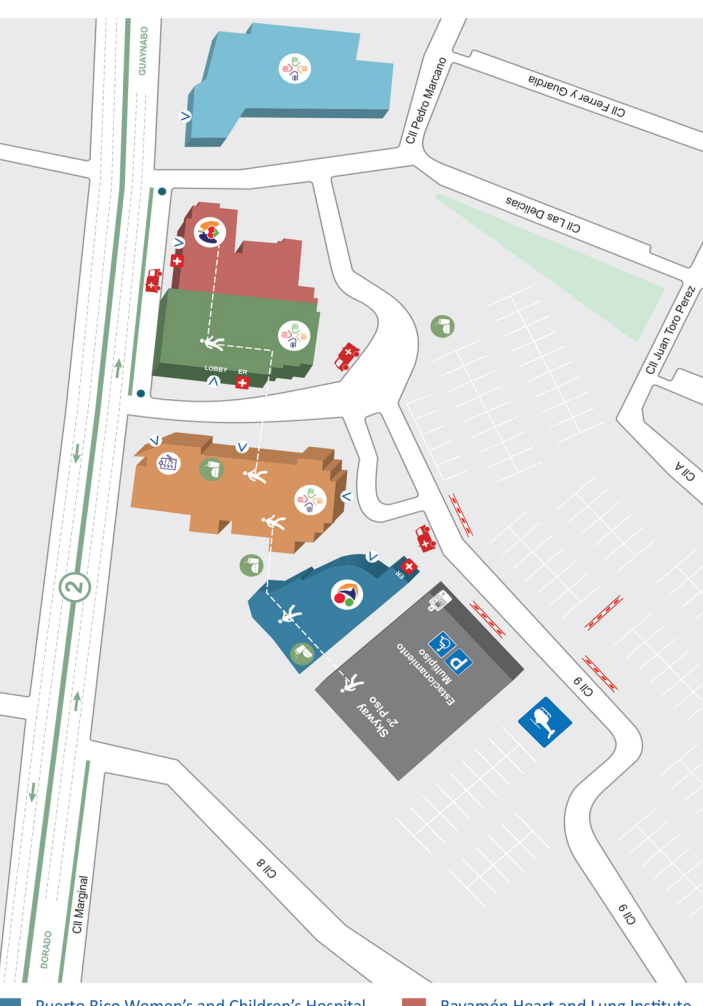 GUAYNABO
Cll Pedro Marcano
Cll Ferrer y Guardia
Cll Las Delicias
Cll Juan Toro Perez
Cll A
LOBBY ER
ER
2
Skyway
2º Piso
Estacionamiento
Multipiso
P
Cll 9
Cll 9
Cll 8
Cll Marginal
DORADO
Puerto Rico Women's and Children's Hospital
Bayamón Heart and Lung Institute